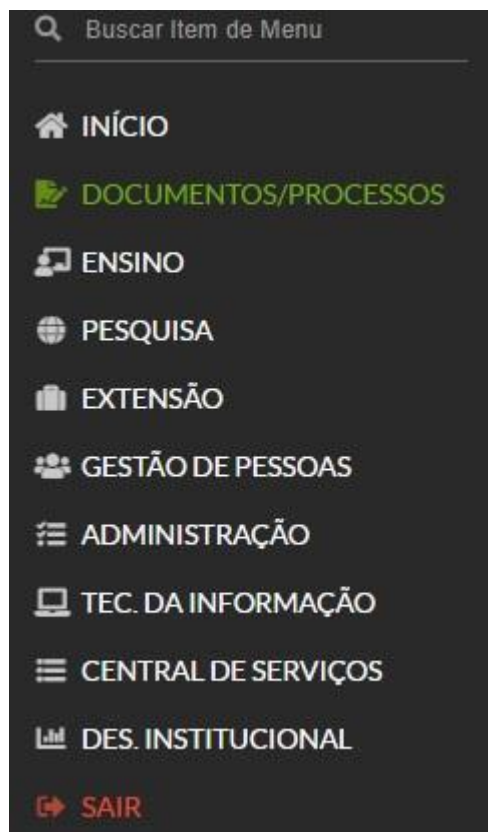 Buscar Item de Menu
INÍCIO
DOCUMENTOS/PROCESSOS
ENSINO
PESQUISA
EXTENSÃO
GESTÃO DE PESSOAS
ADMINISTRAÇÃO
TEC. DA INFORMAÇÃO
CENTRAL DE SERVIÇOS
DES. INSTITUCIONAL
SAIR